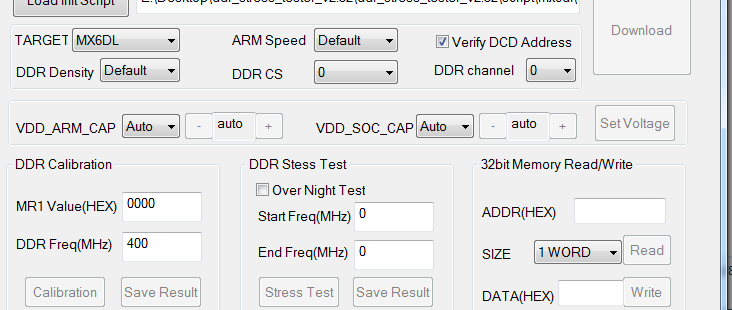 Load Init Script
Download
TARGET MX6DL ARM Speed Default Verify DCD Address
DDR Density Default DDR CS 0 DDR channel 0
VDD_ARM_CAP Auto - auto + VDD_SOC_CAP Auto - auto + Set Voltage
DDR Calibration
MR1 Value(HEX) 0000
DDR Freq(MHz) 400
Calibration Save Result
DDR Stess Test
Over Night Test
Start Freq(MHz) 0
End Freq(MHz) 0
Stress Test Save Result
32bit Memory Read/Write
ADDR(HEX)
SIZE 1 WORD Read
DATA(HEX) Write